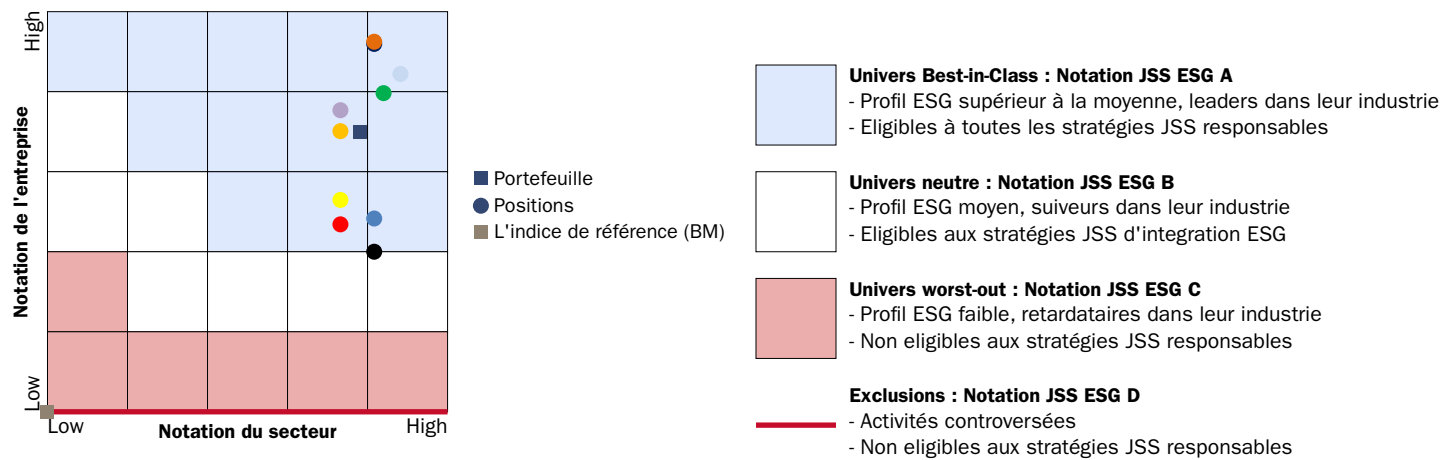 High
Notation de l'entreprise
Low
Low
Notation du secteur
High
Portefeuille
Positions
L'indice de référence (BM)
Univers Best-in-Class : Notation JSS ESG A
- Profil ESG supérieur à la moyenne, leaders dans leur industrie
- Eligibles à toutes les stratégies JSS responsables
Univers neutre : Notation JSS ESG B
- Profil ESG moyen, suiveurs dans leur industrie
- Eligibles aux stratégies JSS d'integration ESG
Univers worst-out : Notation JSS ESG C
- Profil ESG faible, retardataires dans leur industrie
- Non eligibles aux stratégies JSS responsables
Exclusions : Notation JSS ESG D
- Activités controversées
- Non eligibles aux stratégies JSS responsables